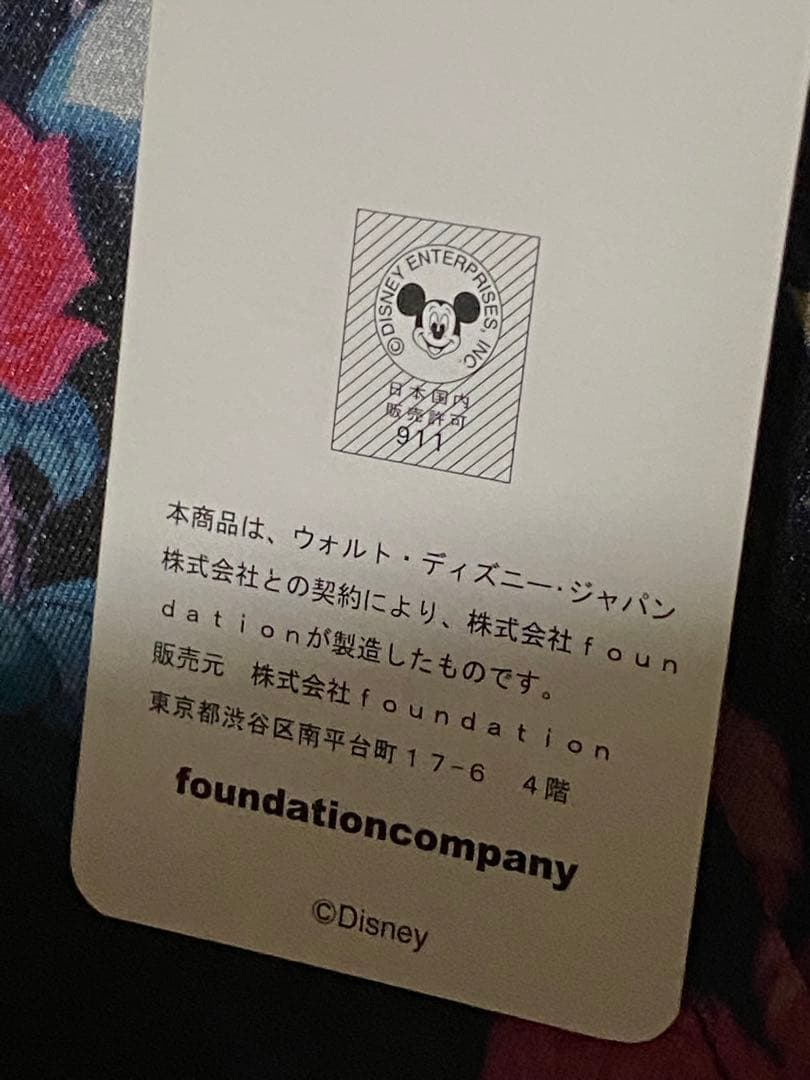 ©DISNEY ENTERPRISES, INC.
日本国内
販売許可
911
本商品は、ウォルト・ディズニー・ジャパン
株式会社との契約により、株式会社ｆｏｕｎ
ｄａｔｉｏｎが製造したものです。
販売元　株式会社ｆｏｕｎｄａｔｉｏｎ
東京都渋谷区南平台町１７−６　４階
foundationcompany
©Disney